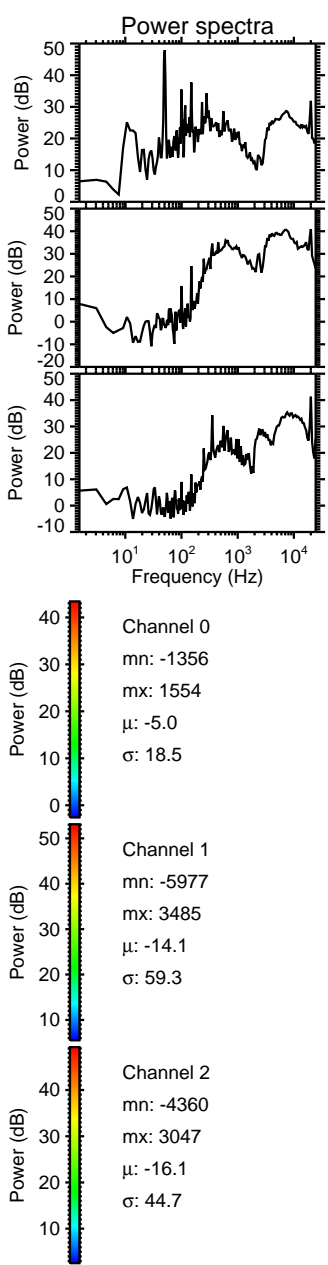 Power spectra
50
40
30
20
10
0
Power (dB)
50
40
30
20
10
0
-10
-20
Power (dB)
50
40
30
20
10
0
-10
Power (dB)
10¹ 10² 10³ 10⁴
Frequency (Hz)
40
30
20
10
0
Power (dB)
Channel 0
mn: -1356
mx: 1554
μ: -5.0
σ: 18.5
50
40
30
20
10
Power (dB)
Channel 1
mn: -5977
mx: 3485
μ: -14.1
σ: 59.3
40
30
20
10
Power (dB)
Channel 2
mn: -4360
mx: 3047
μ: -16.1
σ: 44.7